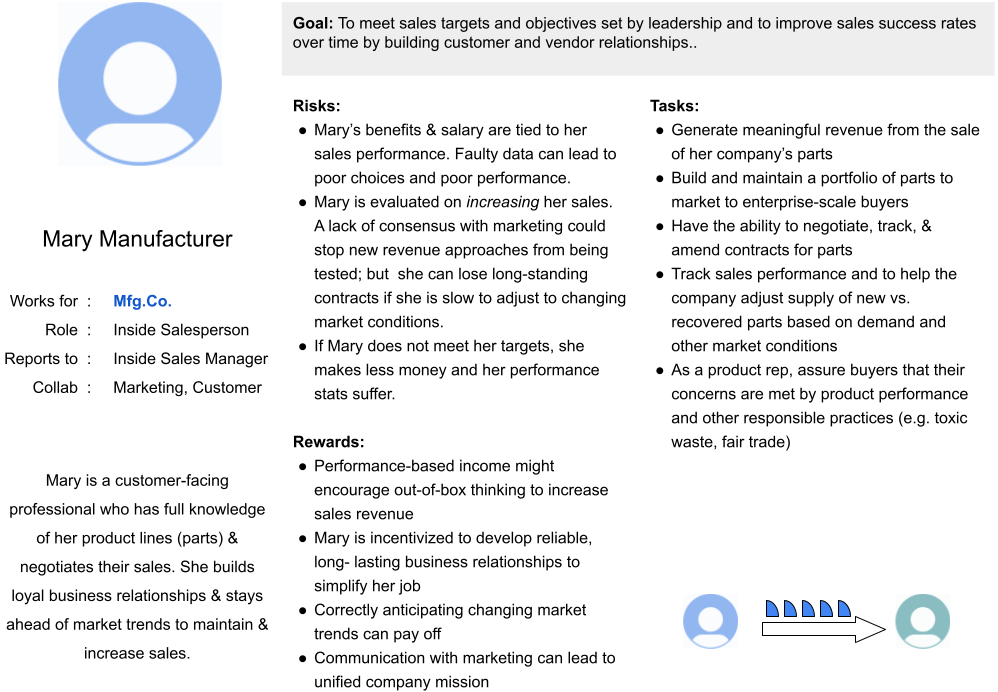 Goal: To meet sales targets and objectives set by leadership and to improve sales success rates
over time by building customer and vendor relationships..
Mary Manufacturer
Works for : Mfg.Co.
Role : Inside Salesperson
Reports to : Inside Sales Manager
Collab : Marketing, Customer
Mary is a customer-facing
professional who has full knowledge
of her product lines (parts) &
negotiates their sales. She builds
loyal business relationships & stays
ahead of market trends to maintain &
increase sales.
Risks:
● Mary’s benefits & salary are tied to her
sales performance. Faulty data can lead to
poor choices and poor performance.
● Mary is evaluated on increasing her sales.
A lack of consensus with marketing could
stop new revenue approaches from being
tested; but  she can lose long-standing
contracts if she is slow to adjust to changing
market conditions.
● If Mary does not meet her targets, she
makes less money and her performance
stats suffer.
Rewards:
● Performance-based income might
encourage out-of-box thinking to increase
sales revenue
● Mary is incentivized to develop reliable,
long- lasting business relationships to
simplify her job
● Correctly anticipating changing market
trends can pay off
● Communication with marketing can lead to
unified company mission
Tasks:
● Generate meaningful revenue from the sale
of her company’s parts
● Build and maintain a portfolio of parts to
market to enterprise-scale buyers
● Have the ability to negotiate, track, &
amend contracts for parts
● Track sales performance and to help the
company adjust supply of new vs.
recovered parts based on demand and
other market conditions
● As a product rep, assure buyers that their
concerns are met by product performance
and other responsible practices (e.g. toxic
waste, fair trade)